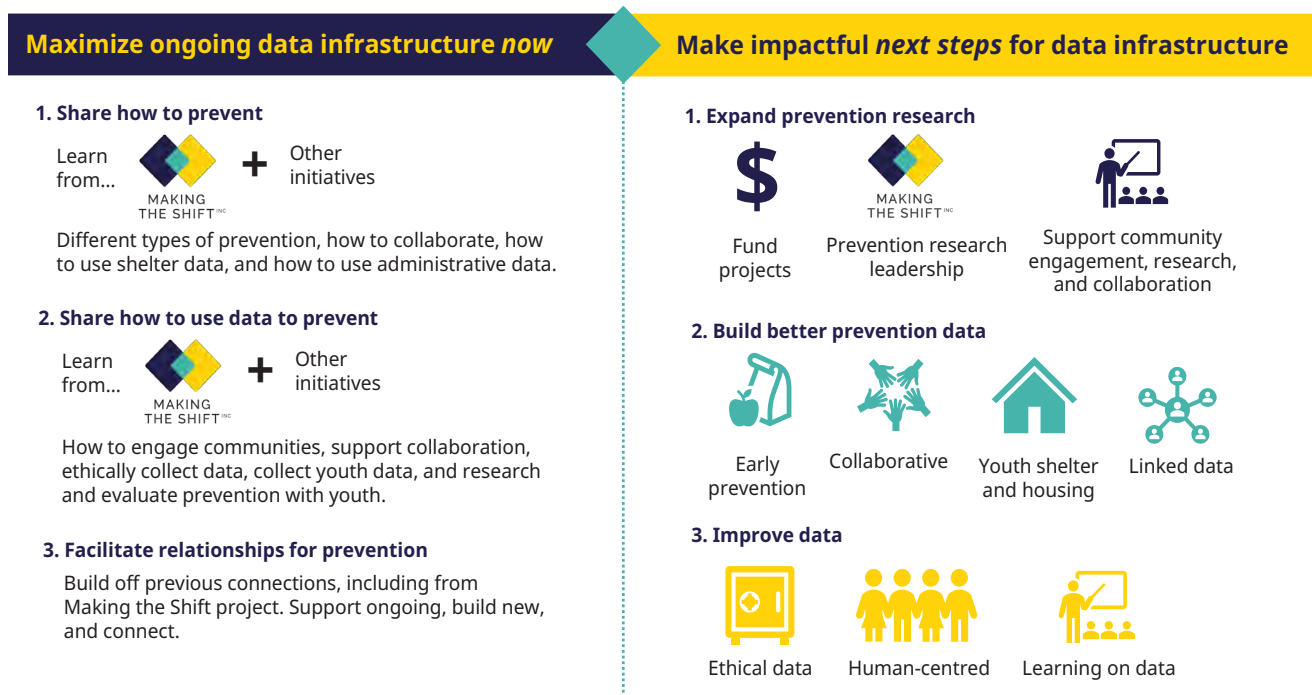 Maximize ongoing data infrastructure now
1. Share how to prevent
Learn
from...
MAKING
THE SHIFT INC
+
Other
initiatives
Different types of prevention, how to collaborate, how
to use shelter data, and how to use administrative data.
2. Share how to use data to prevent
Learn
from...
MAKING
THE SHIFT INC
+
Other
initiatives
How to engage communities, support collaboration,
ethically collect data, collect youth data, and research
and evaluate prevention with youth.
3. Facilitate relationships for prevention
Build off previous connections, including from
Making the Shift project. Support ongoing, build new,
and connect.
Make impactful next steps for data infrastructure
1. Expand prevention research
$
Fund
projects
MAKING
THE SHIFT INC
Prevention research
leadership
Support community
engagement, research,
and collaboration
2. Build better prevention data
Early
prevention
Collaborative
Youth shelter
and housing
Linked data
3. Improve data
Ethical data
Human-centred
Learning on data